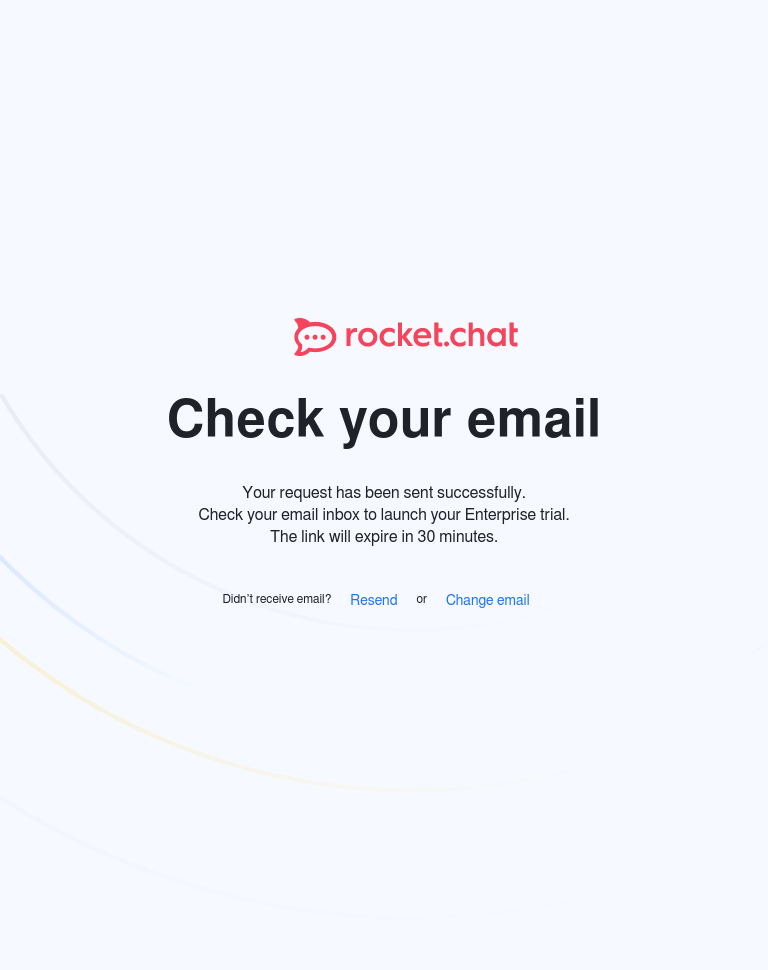 rocket.chat
Check your email
Your request has been sent successfully.
Check your email inbox to launch your Enterprise trial.
The link will expire in 30 minutes.
Didn't receive email? Resend or Change email